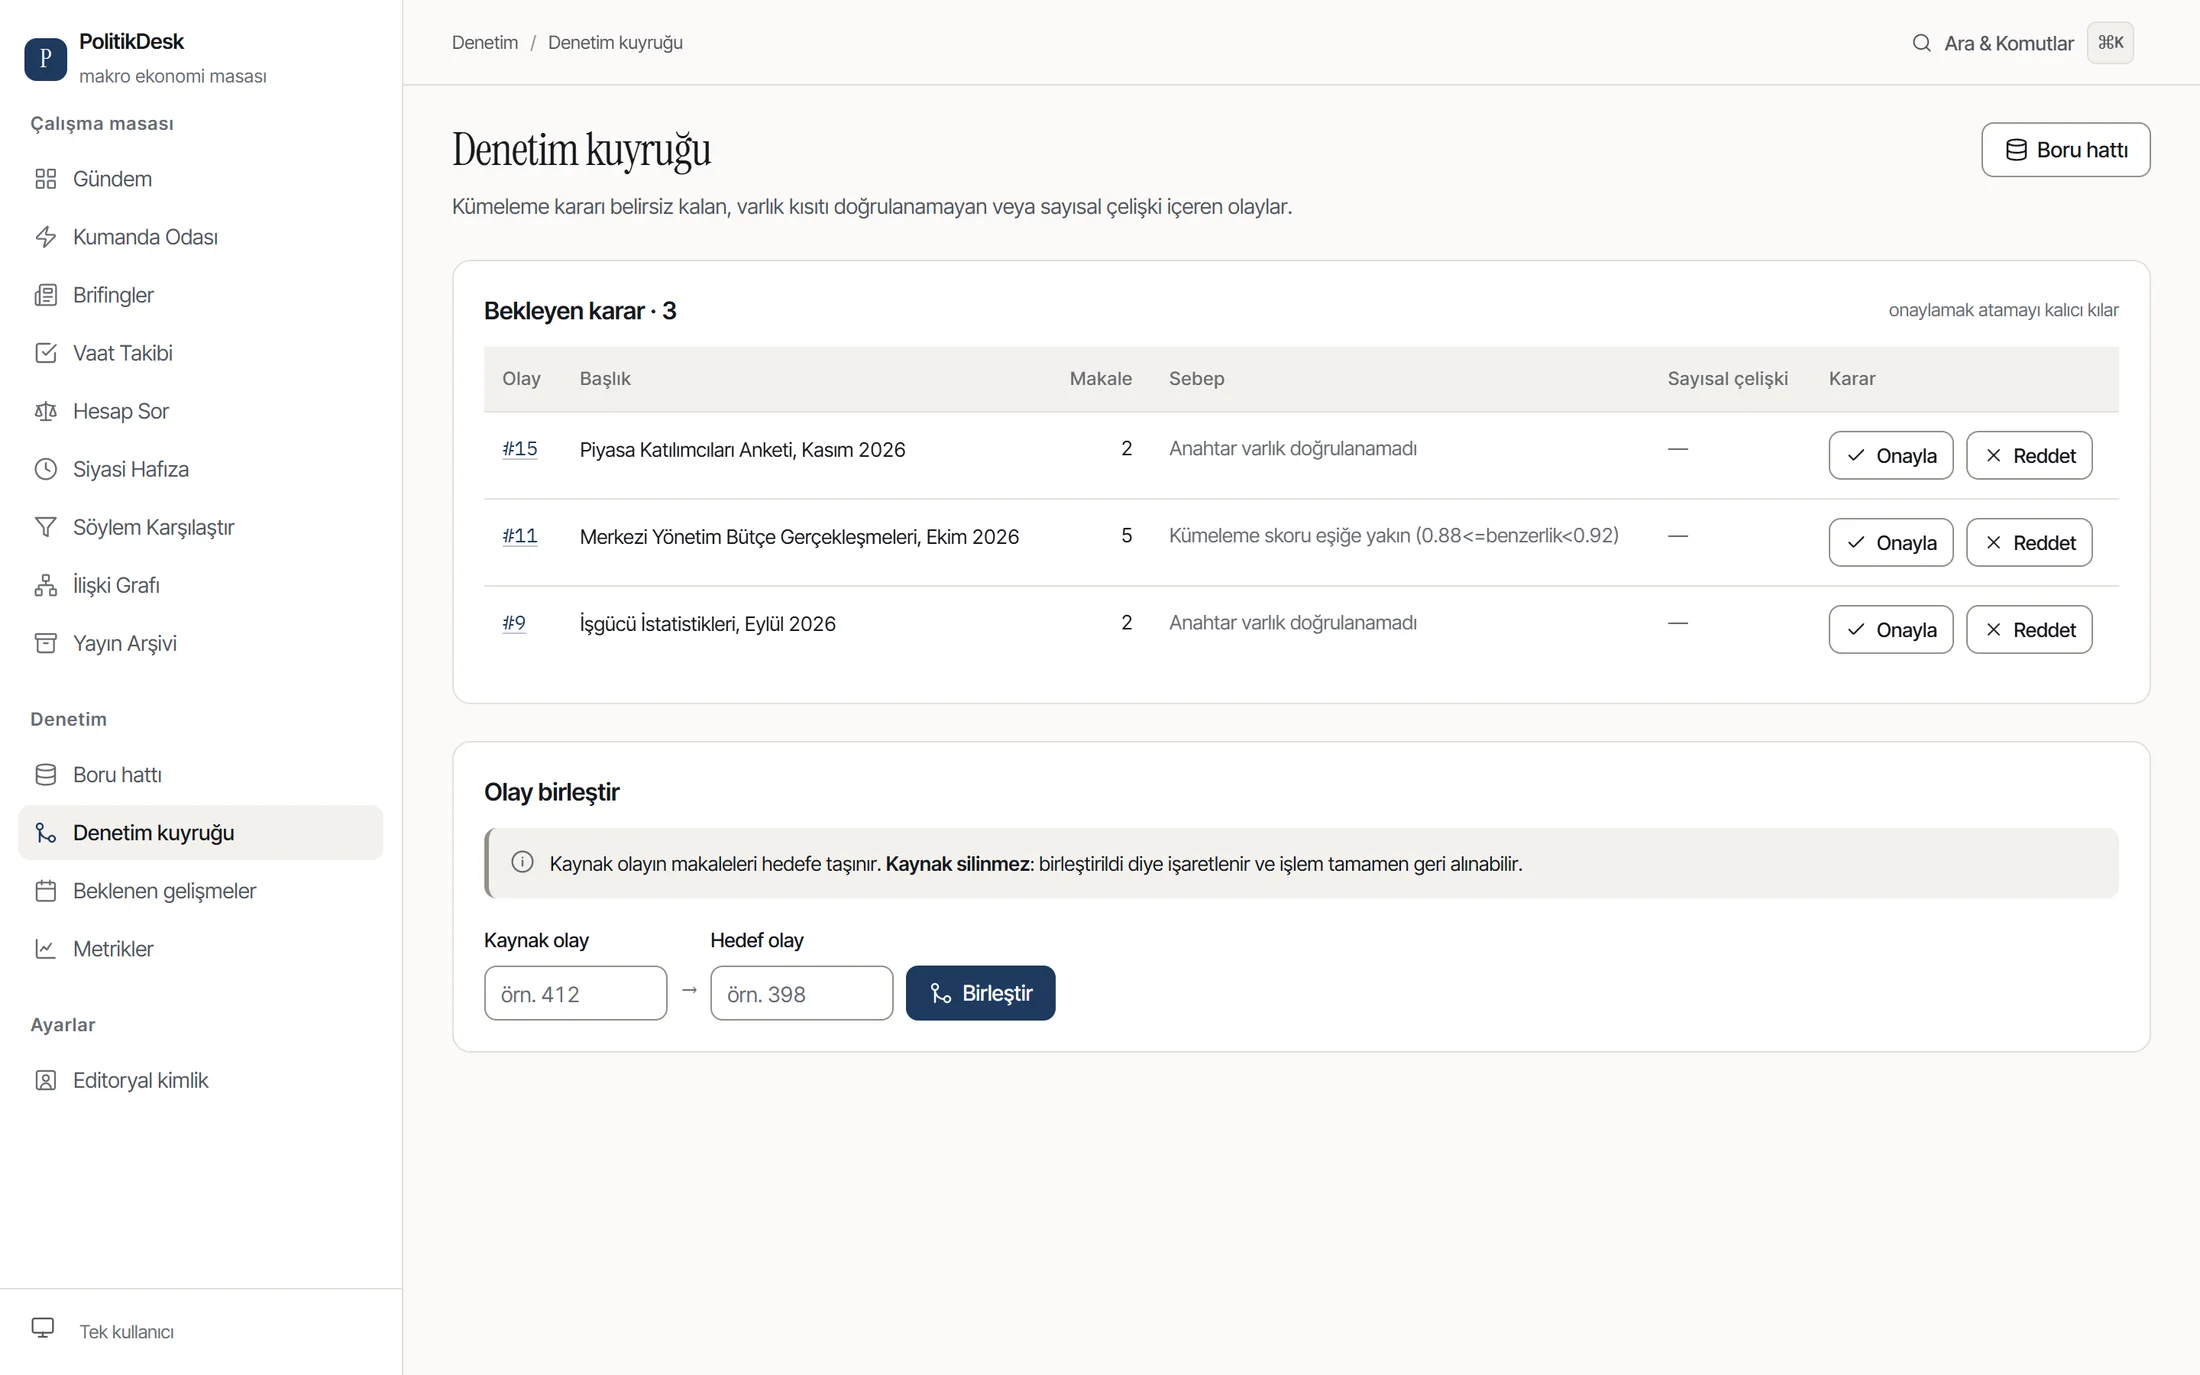 P
PolitikDesk
makro ekonomi masası
Çalışma masası
Gündem
Kumanda Odası
Brifingler
Vaat Takibi
Hesap Sor
Siyasi Hafıza
Söylem Karşılaştır
İlişki Grafı
Yayın Arşivi
Denetim
Boru hattı
Denetim kuyruğu
Beklenen gelişmeler
Metrikler
Ayarlar
Editoryal kimlik
Tek kullanıcı
Denetim / Denetim kuyruğu
Ara & Komutlar ⌘K
Denetim kuyruğu
Boru hattı
Kümeleme kararı belirsiz kalan, varlık kısıtı doğrulanamayan veya sayısal çelişki içeren olaylar.
Bekleyen karar · 3
onaylamak atamayı kalıcı kılar
Olay Başlık Makale Sebep Sayısal çelişki Karar
#15 Piyasa Katılımcıları Anketi, Kasım 2026 2 Anahtar varlık doğrulanamadı — Onayla Reddet
#11 Merkezi Yönetim Bütçe Gerçekleşmeleri, Ekim 2026 5 Kümeleme skoru eşiğe yakın (0.88<=benzerlik<0.92) — Onayla Reddet
#9 İşgücü İstatistikleri, Eylül 2026 2 Anahtar varlık doğrulanamadı — Onayla Reddet
Olay birleştir
Kaynak olayın makaleleri hedefe taşınır. Kaynak silinmez: birleştirildi diye işaretlenir ve işlem tamamen geri alınabilir.
Kaynak olay Hedef olay
örn. 412 → örn. 398 Birleştir